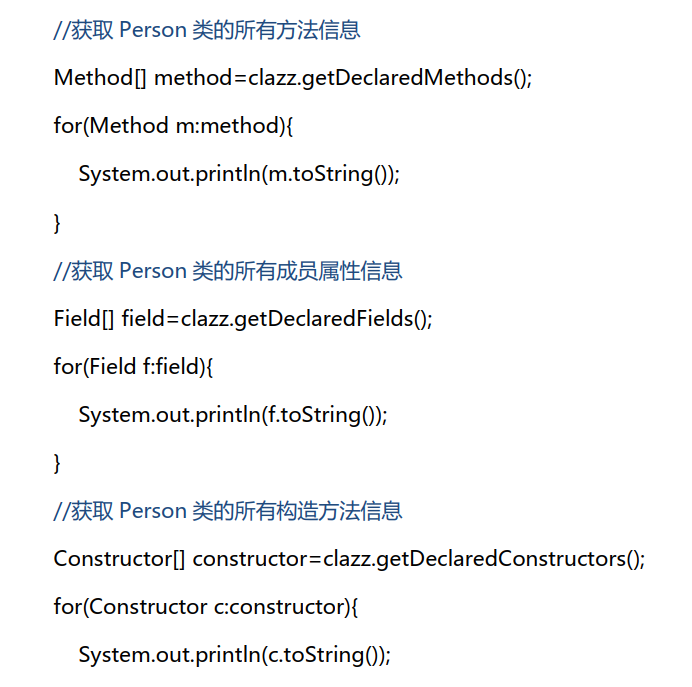 //获取 Person 类的所有方法信息
Method[] method=clazz.getDeclaredMethods();
for(Method m:method){
System.out.println(m.toString());
}
//获取 Person 类的所有成员属性信息
Field[] field=clazz.getDeclaredFields();
for(Field f:field){
System.out.println(f.toString());
}
//获取 Person 类的所有构造方法信息
Constructor[] constructor=clazz.getDeclaredConstructors();
for(Constructor c:constructor){
System.out.println(c.toString());